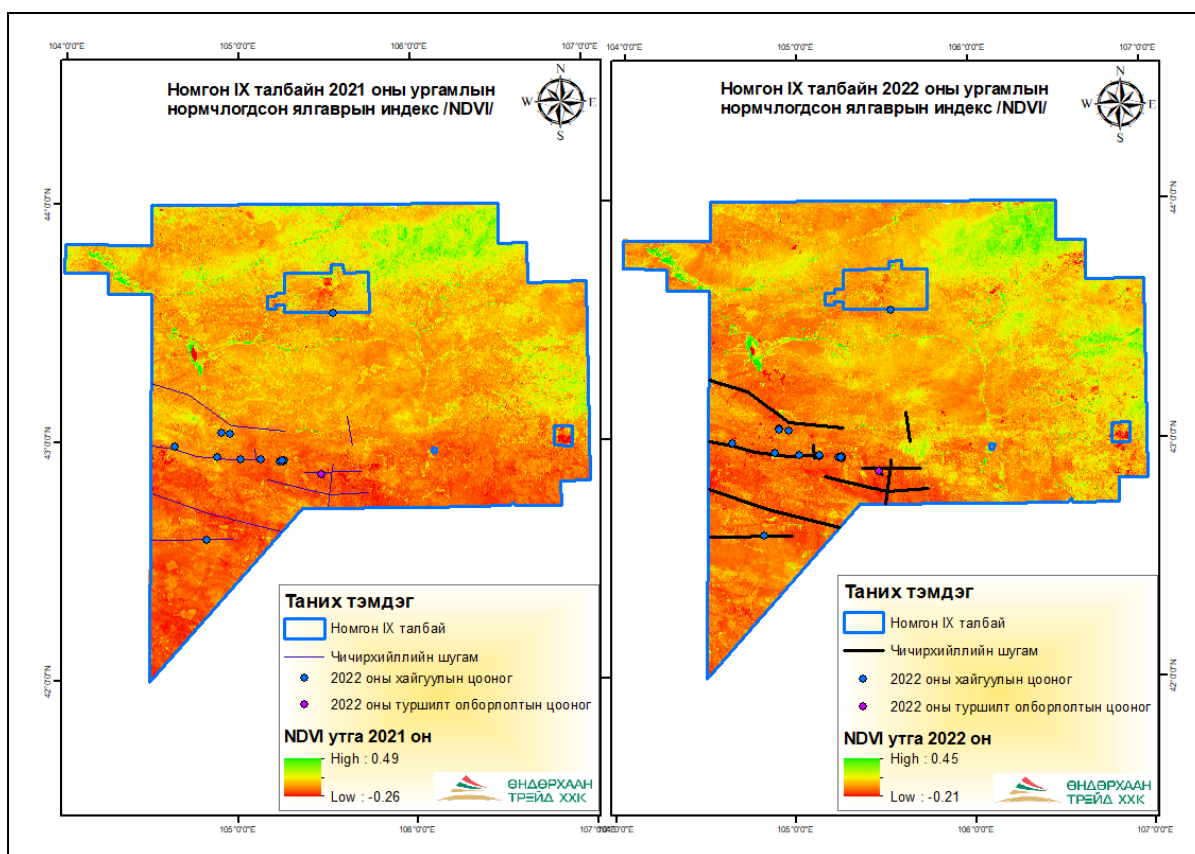 104°0'0"E
105°0'0"E
106°0'0"E
107°0'0"E
104°0'0"E
105°0'0"E
106°0'0"E
107°0'0"E
Номгон IX талбайн 2021 оны ургамлын
нормчлогдсон ялгаврын индекс /NDVI/
N
W
E
S
44°0'0"N
43°0'0"N
42°0'0"N
Таних тэмдэг
Номгон IX талбай
Чичирхийллийн шугам
2022 оны хайгуулын цооног
2022 оны туршилт олборлолтын цооног
NDVI утга 2021 он
High : 0.49
Low : -0.26
ӨНДӨРХААН
ТРЕЙД ХХК
Номгон IX талбайн 2022 оны ургамлын
нормчлогдсон ялгаврын индекс /NDVI/
N
W
E
S
44°0'0"N
43°0'0"N
42°0'0"N
Таних тэмдэг
Номгон IX талбай
Чичирхийллийн шугам
2022 оны хайгуулын цооног
2022 оны туршилт олборлолтын цооног
NDVI утга 2022 он
High : 0.45
Low : -0.21
ӨНДӨРХААН
ТРЕЙД ХХК
105°0'0"E
106°0'0"E
105°0'0"E
106°0'0"E
107°0'0"E